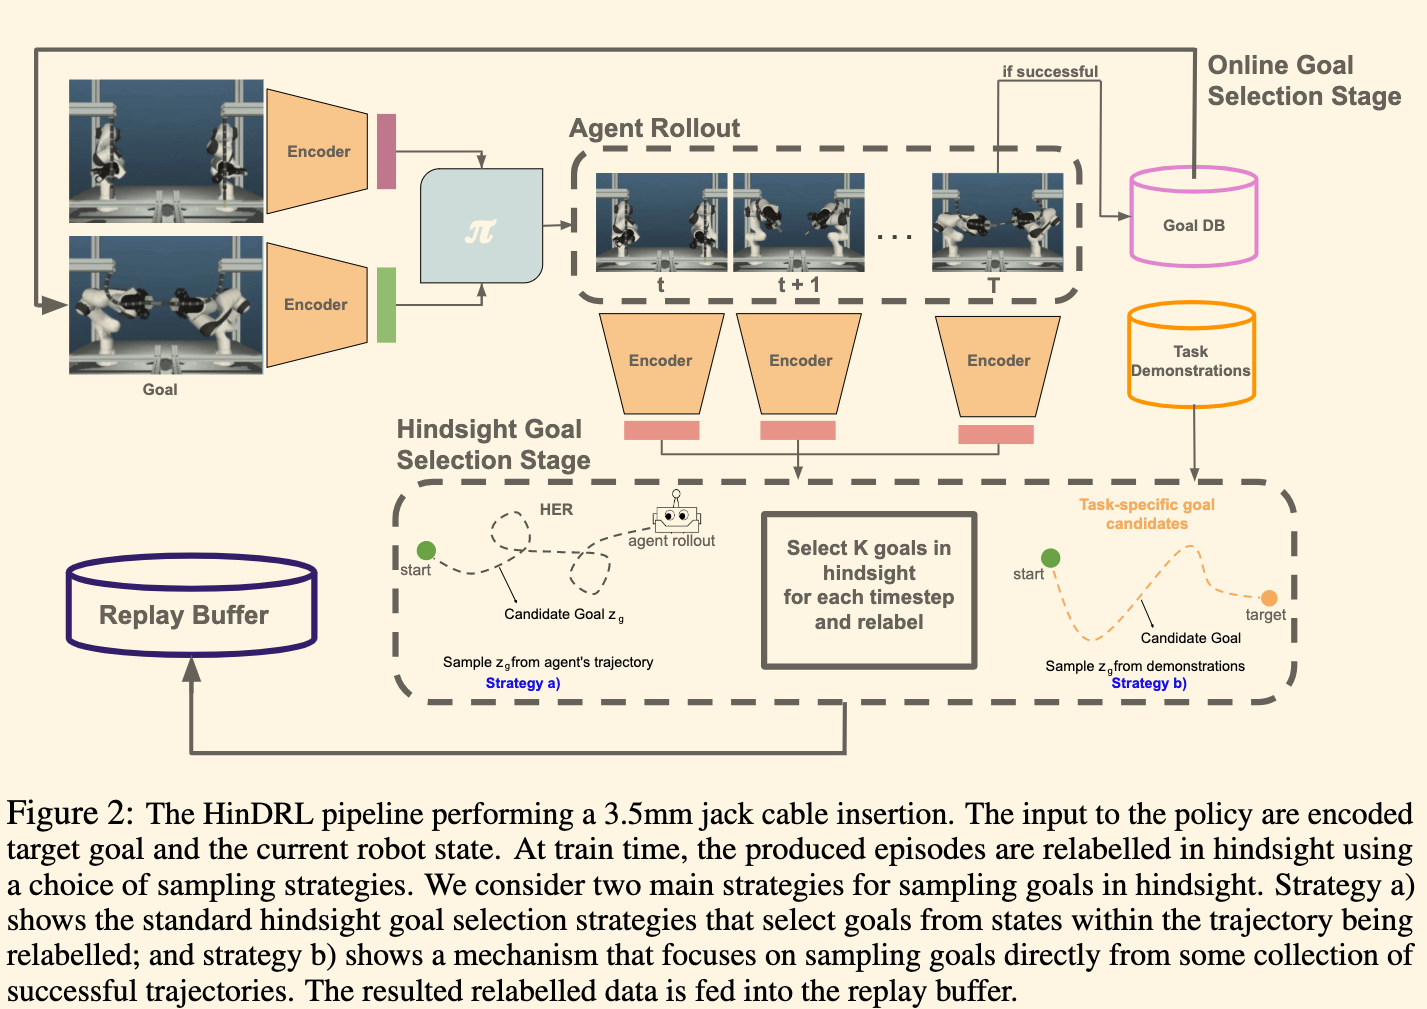 Online Goal
Selection Stage
if successful
Agent Rollout
Encoder
π
t
t + 1
. . .
T
Goal DB
Encoder
Goal
Encoder
Encoder
Encoder
Task
Demonstrations
Hindsight Goal
Selection Stage
HER
agent rollout
start
Candidate Goal zg
Sample zg from agent's trajectory
Strategy a)
Select K goals in
hindsight
for each timestep
and relabel
Task-specific goal
candidates
start
target
Candidate Goal
Sample zg from demonstrations
Strategy b)
Replay Buffer
Figure 2: The HinDRL pipeline performing a 3.5mm jack cable insertion. The input to the policy are encoded
target goal and the current robot state. At train time, the produced episodes are relabelled in hindsight using
a choice of sampling strategies. We consider two main strategies for sampling goals in hindsight. Strategy a)
shows the standard hindsight goal selection strategies that select goals from states within the trajectory being
relabelled; and strategy b) shows a mechanism that focuses on sampling goals directly from some collection of
successful trajectories. The resulted relabelled data is fed into the replay buffer.